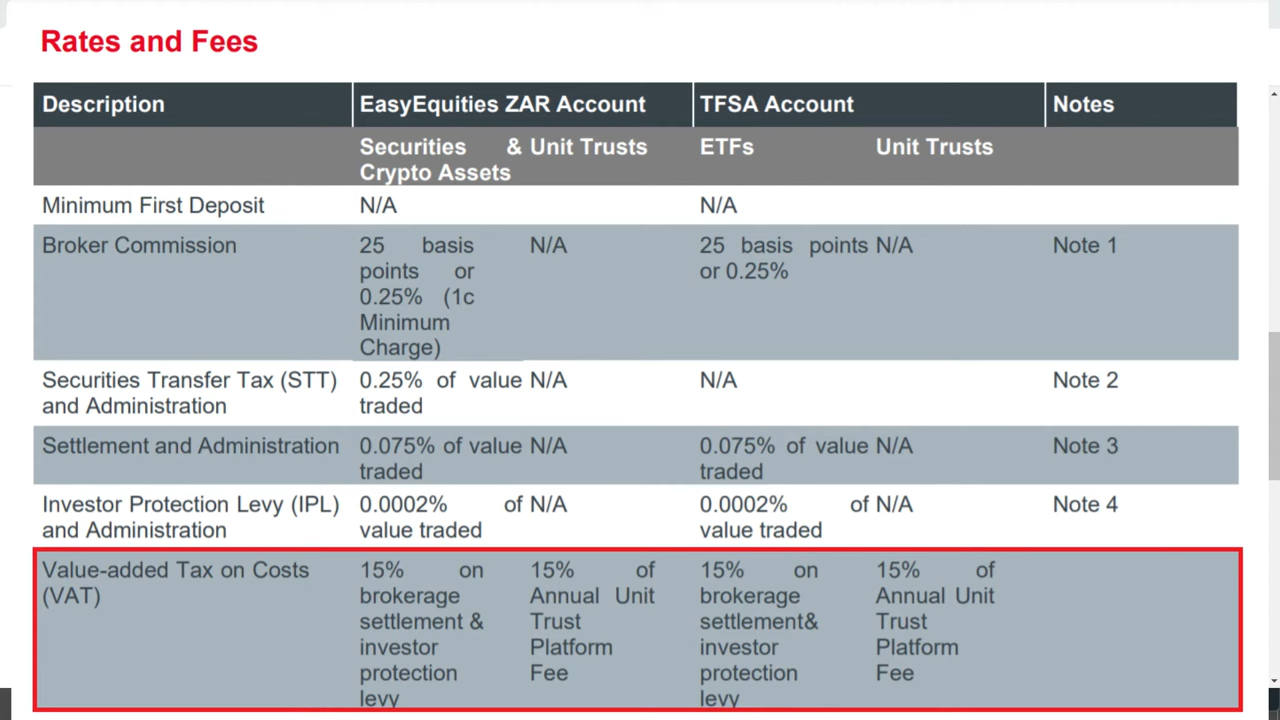 Rates and Fees
Description EasyEquities ZAR Account TFSA Account Notes
Securities & Unit Trusts ETFs Unit Trusts
Crypto Assets
Minimum First Deposit N/A N/A
Broker Commission 25 basis N/A 25 basis points N/A Note 1
points or or 0.25%
0.25% (1c
Minimum
Charge)
Securities Transfer Tax (STT) 0.25% of value N/A N/A Note 2
and Administration traded
Settlement and Administration 0.075% of value N/A 0.075% of value N/A Note 3
traded traded
Investor Protection Levy (IPL) 0.0002% of N/A 0.0002% of N/A Note 4
and Administration value traded value traded
Value-added Tax on Costs 15% on 15% of 15% on 15% of
(VAT) brokerage Annual Unit brokerage Annual Unit
settlement & Trust settlement& Trust
investor Platform investor Platform
protection Fee protection Fee
levy levy